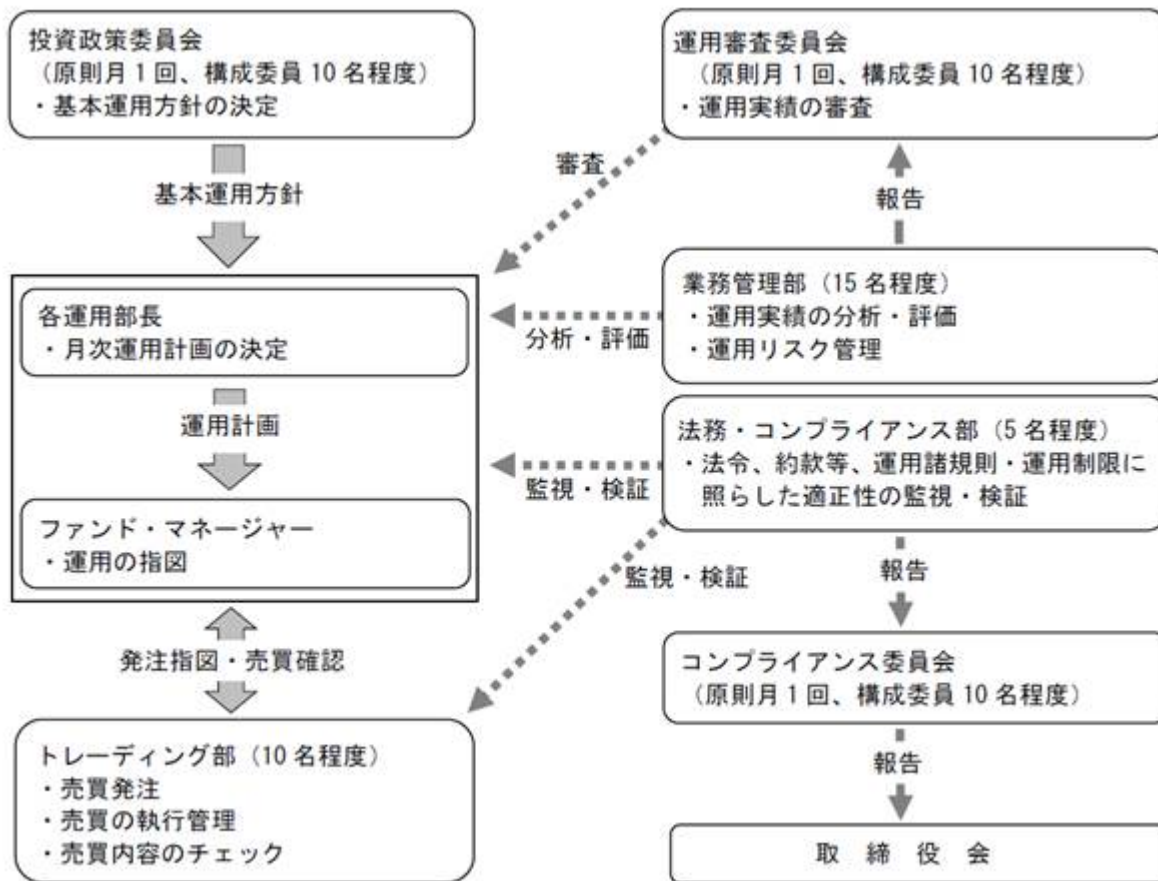 投資政策委員会
（原則月１回、構成委員 10 名程度）
・基本運用方針の決定
基本運用方針
各運用部長
・月次運用計画の決定
運用計画
ファンド・マネージャー
・運用の指図
発注指図・売買確認
トレーディング部（10 名程度）
・売買発注
・売買の執行管理
・売買内容のチェック
運用審査委員会
（原則月１回、構成委員 10 名程度）
・運用実績の審査
審査
報告
業務管理部（15 名程度）
・運用実績の分析・評価
・運用リスク管理
分析・評価
法務・コンプライアンス部（5 名程度）
・法令、約款等、運用諸規則・運用制限に
照らした適正性の監視・検証
監視・検証
監視・検証
報告
コンプライアンス委員会
（原則月１回、構成委員 10 名程度）
報告
取　締　役　会